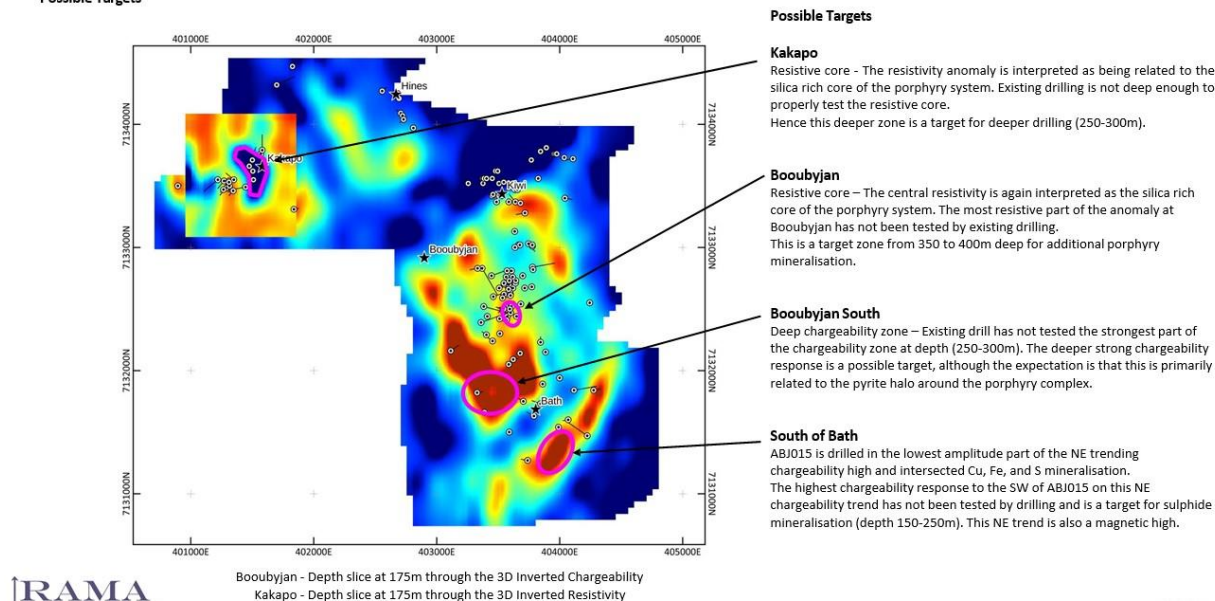 Possible Targets
Possible Targets
Kakapo
Resistive core - The resistivity anomaly is interpreted as being related to the
silica rich core of the porphyry system. Existing drilling is not deep enough to
properly test the resistive core.
Hence this deeper zone is a target for deeper drilling (250-300m).
Booubyjan
Resistive core – The central resistivity is again interpreted as the silica rich
core of the porphyry system. The most resistive part of the anomaly at
Booubyjan has not been tested by existing drilling.
This is a target zone from 350 to 400m deep for additional porphyry
mineralisation.
Booubyjan South
Deep chargeability zone – Existing drill has not tested the strongest part of
the chargeability zone at depth (250-300m). The deeper strong chargeability
response is a possible target, although the expectation is that this is primarily
related to the pyrite halo around the porphyry complex.
South of Bath
ABJ015 is drilled in the lowest amplitude part of the NE trending
chargeability high and intersected Cu, Fe, and S mineralisation.
The highest chargeability response to the SW of ABJ015 on this NE
chargeability trend has not been tested by drilling and is a target for sulphide
mineralisation (depth 150-250m). This NE trend is also a magnetic high.
401000E 402000E 403000E 404000E 405000E
7134000N 7134000N
7133000N 7133000N
7132000N 7132000N
7131000N 7131000N
Hines
Kakapo
Kiwi
Booubyjan
Bath
401000E 402000E 403000E 404000E 405000E
Booubyjan - Depth slice at 175m through the 3D Inverted Chargeability
Kakapo - Depth slice at 175m through the 3D Inverted Resistivity
RAMA